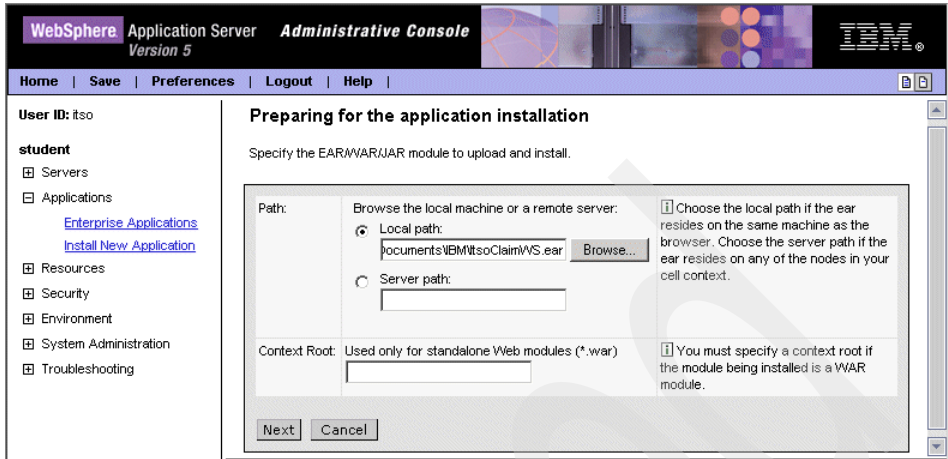 WebSphere Application Server Administrative Console
Version 5
IBM
Home | Save | Preferences | Logout | Help |
User ID: itso
student
Servers
Applications
Enterprise Applications
Install New Application
Resources
Security
Environment
System Administration
Troubleshooting
Preparing for the application installation
Specify the EAR/WAR/JAR module to upload and install.
Path:
Browse the local machine or a remote server:
Local path:
Documents\IBM\ItsoClaimWS.ear
Browse...
Server path:
i Choose the local path if the ear
resides on the same machine as the
browser. Choose the server path if the
ear resides on any of the nodes in your
cell context.
Context Root:
Used only for standalone Web modules (*.war)
i You must specify a context root if
the module being installed is a WAR
module.
Next
Cancel